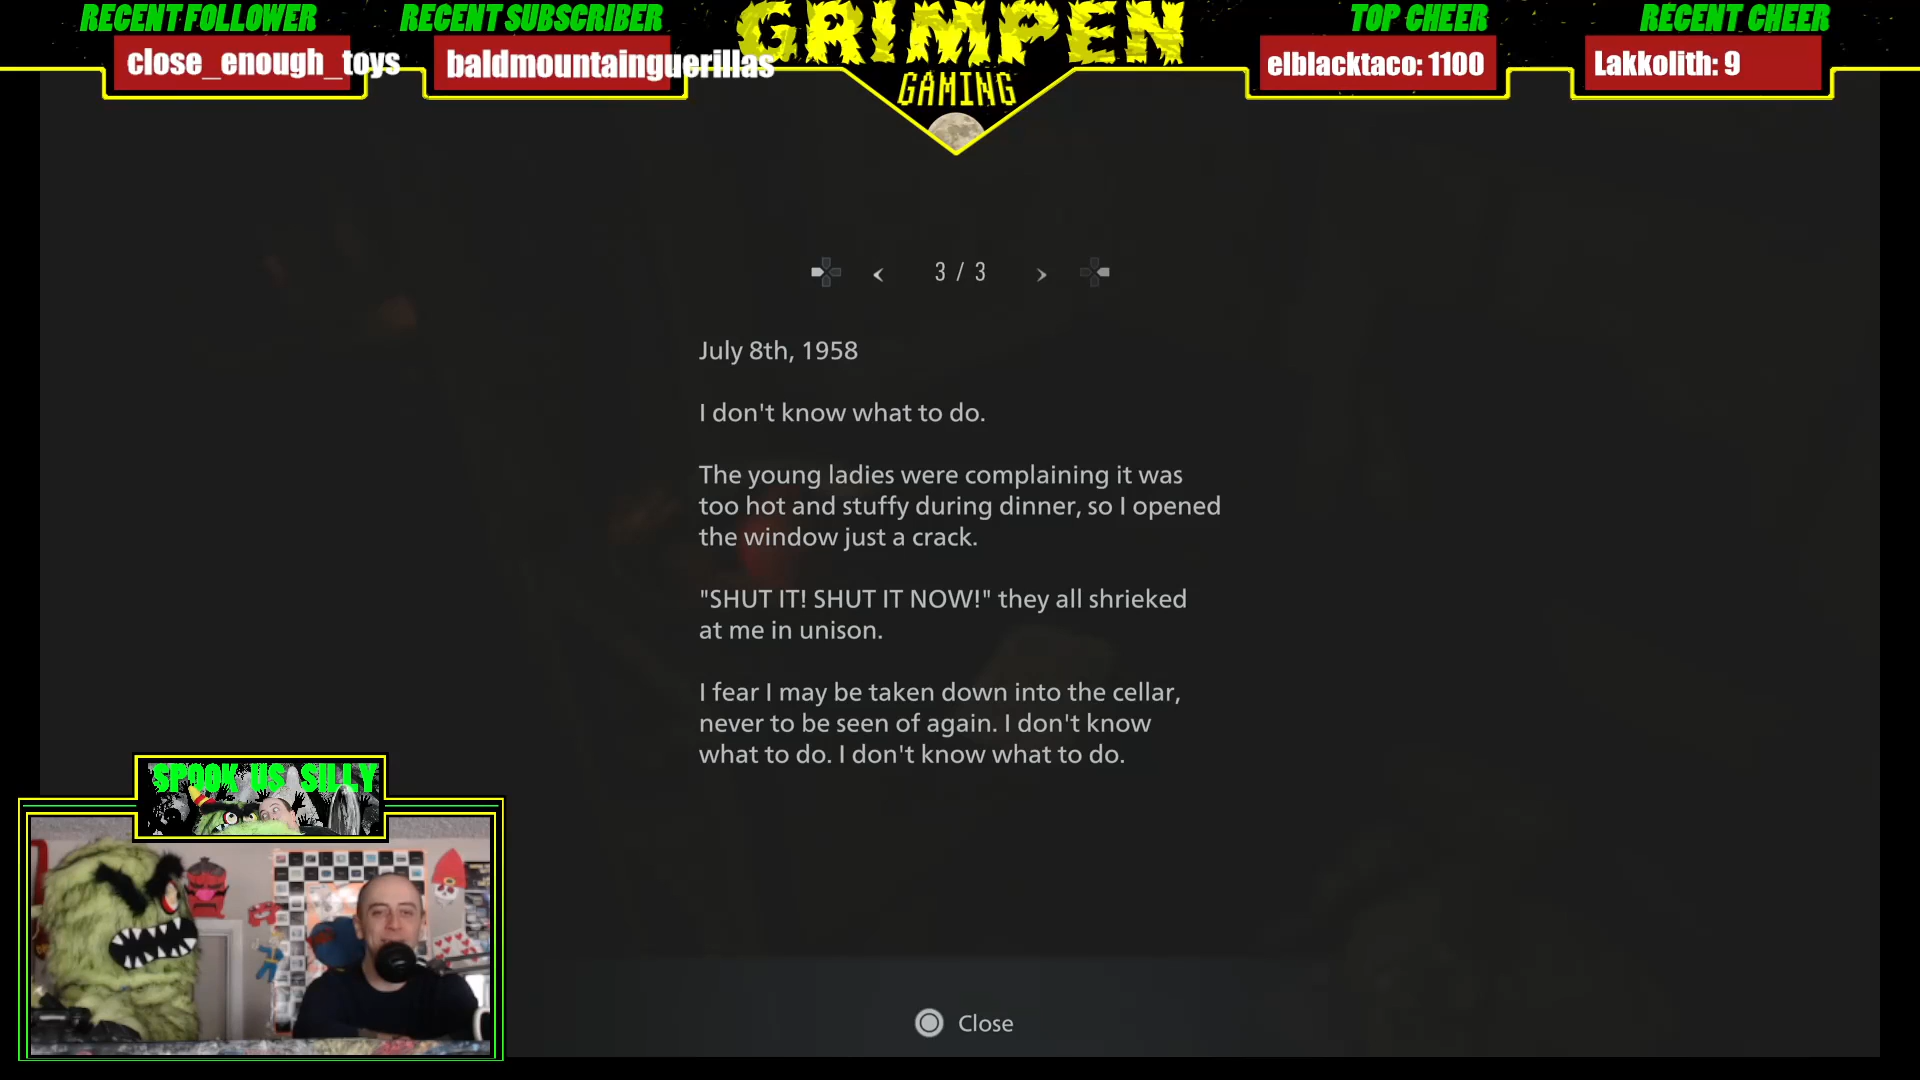 RECENT FOLLOWER
close_enough_toys
RECENT SUBSCRIBER
baldmountainguerillas
GRIMPEN
GAMING
TOP CHEER
elblacktaco: 1100
RECENT CHEER
Lakkolith: 9
3 / 3
July 8th, 1958
I don't know what to do.
The young ladies were complaining it was
too hot and stuffy during dinner, so I opened
the window just a crack.
"SHUT IT! SHUT IT NOW!" they all shrieked
at me in unison.
I fear I may be taken down into the cellar,
never to be seen of again. I don't know
what to do. I don't know what to do.
SPOOK US SILLY
Close